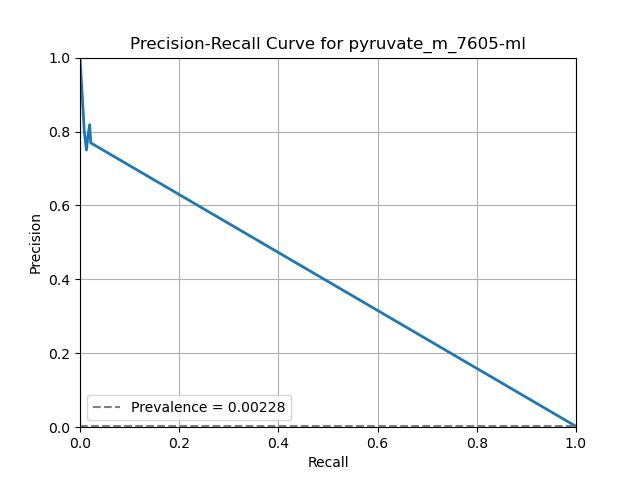 Precision-Recall Curve for pyruvate_m_7605-ml
1.0
0.8
0.6
0.4
0.2
0.0
Precision
Prevalence = 0.00228
0.0 0.2 0.4 0.6 0.8 1.0
Recall